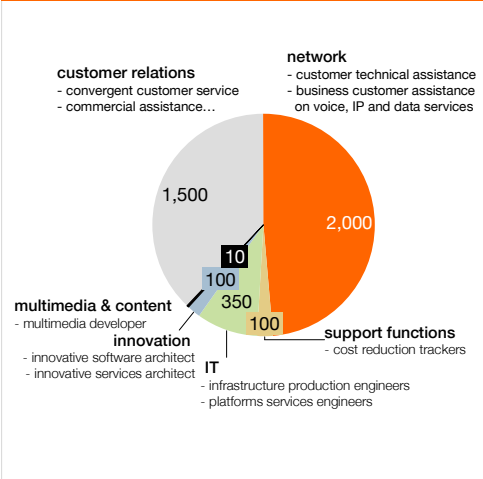 network
- customer technical assistance
- business customer assistance
on voice, IP and data services
customer relations
- convergent customer service
- commercial assistance…
1,500
2,000
10
100
350
100
multimedia & content
- multimedia developer
innovation
- innovative software architect
- innovative services architect
IT
- infrastructure production engineers
- platforms services engineers
support functions
- cost reduction trackers